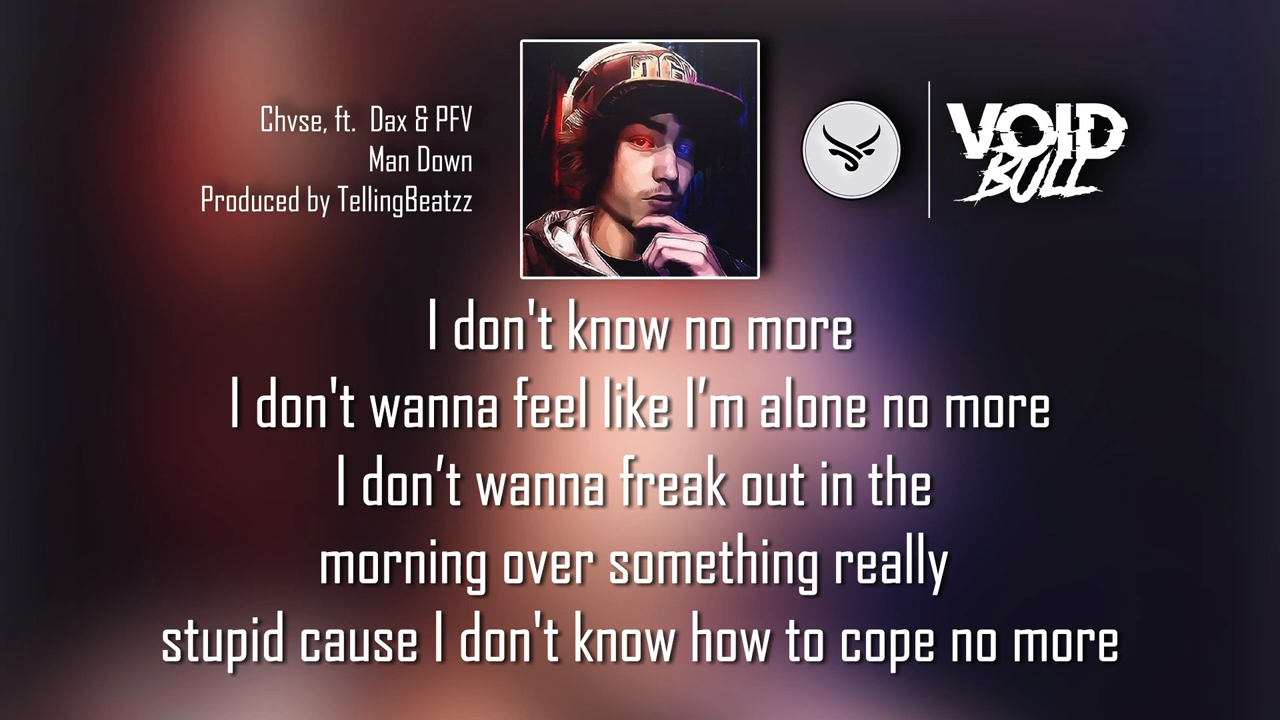 Chvse, ft. Dax & PFV
Man Down
Produced by TellingBeatzz
VOID
BULL
I don't know no more
I don't wanna feel like I’m alone no more
I don’t wanna freak out in the
morning over something really
stupid cause I don't know how to cope no more